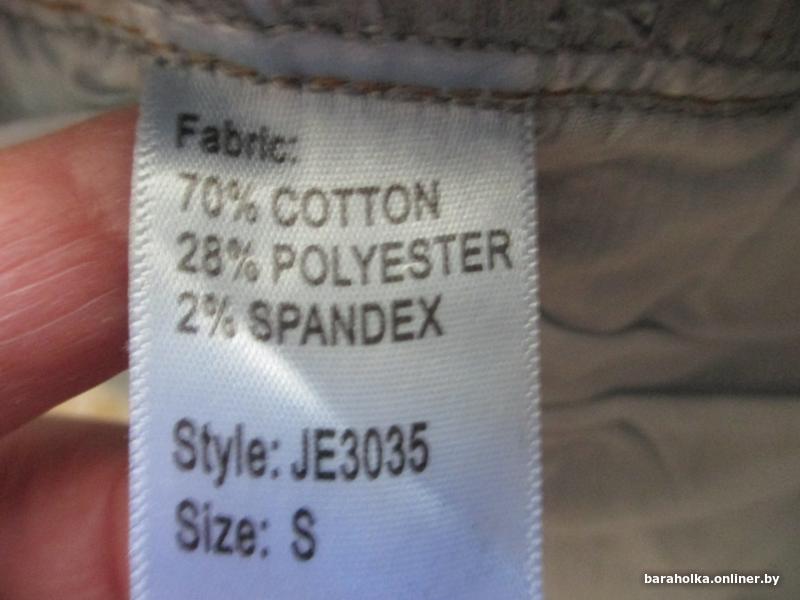 Fabric:
70% COTTON
28% POLYESTER
2% SPANDEX
Style: JE3035
Size: S
baraholka.onliner.by